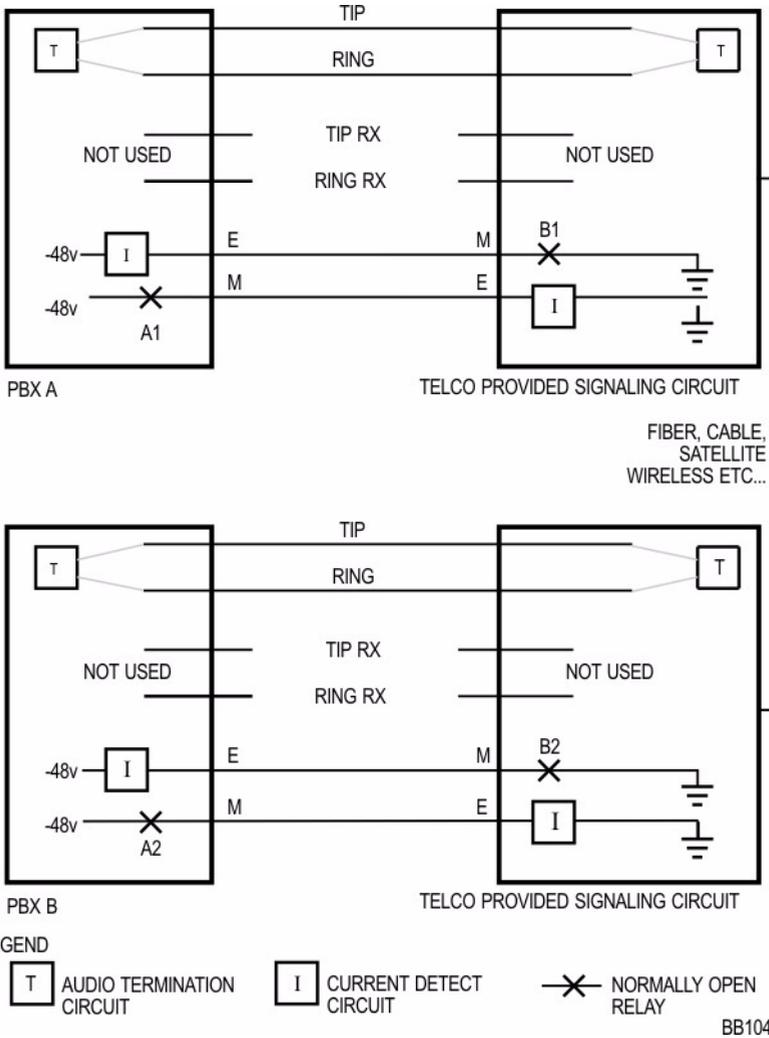 TIP
T
T
RING
TIP RX
NOT USED
NOT USED
RING RX
B1
E
M
-48v
I
M
E
-48v
I
A1
PBX A
TELCO PROVIDED SIGNALING CIRCUIT
FIBER, CABLE,
SATELLITE
WIRELESS ETC...
TIP
T
T
RING
TIP RX
NOT USED
NOT USED
RING RX
B2
E
M
-48v
I
M
E
-48v
I
A2
PBX B
TELCO PROVIDED SIGNALING CIRCUIT
GEND
T
AUDIO TERMINATION
CIRCUIT
I
CURRENT DETECT
CIRCUIT
NORMALLY OPEN
RELAY
BB104